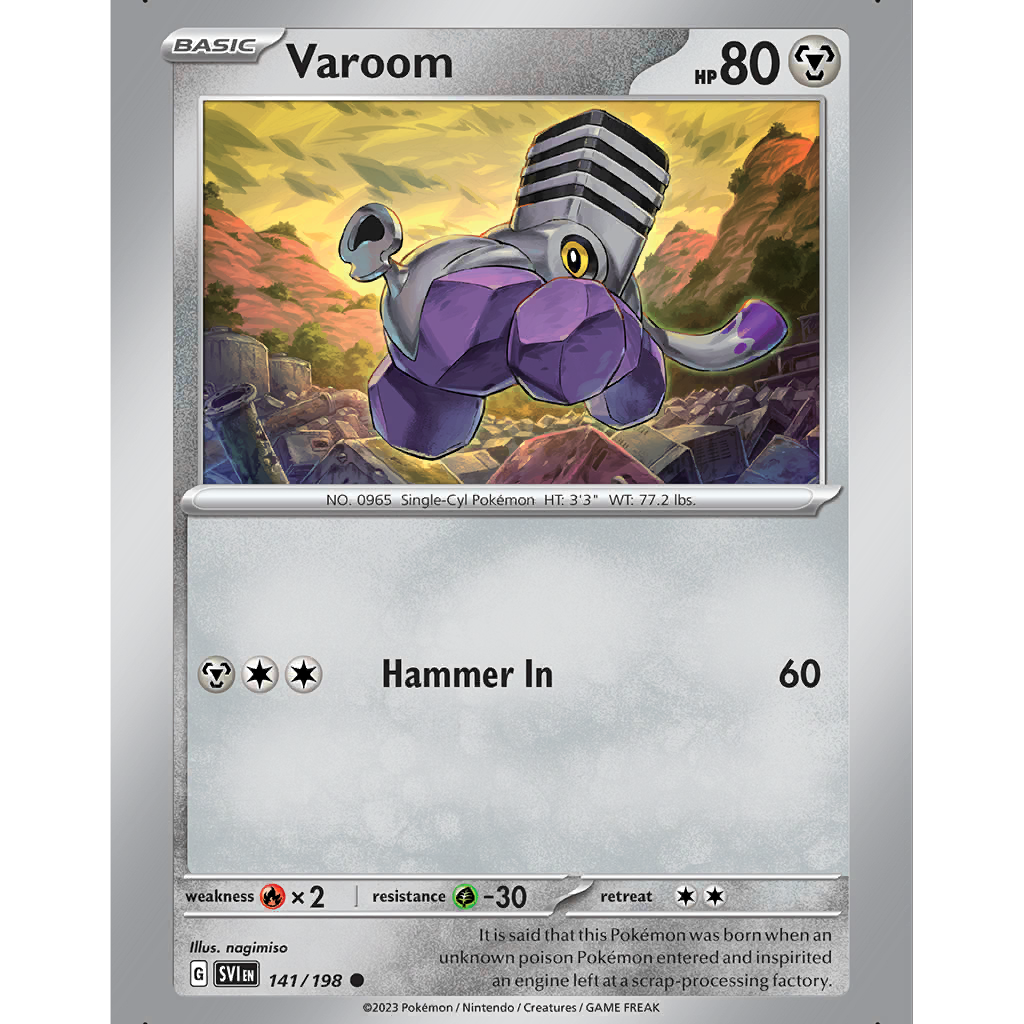 BASIC
Varoom
HP 80
NO. 0965 Single-Cyl Pokémon HT: 3'3" WT: 77.2 lbs.
Hammer In 60
weakness ×2 resistance -30 retreat
It is said that this Pokémon was born when an
unknown poison Pokémon entered and inspirited
an engine left at a scrap-processing factory.
Illus. nagimiso
G SVI EN 141/198
©2023 Pokémon / Nintendo / Creatures / GAME FREAK